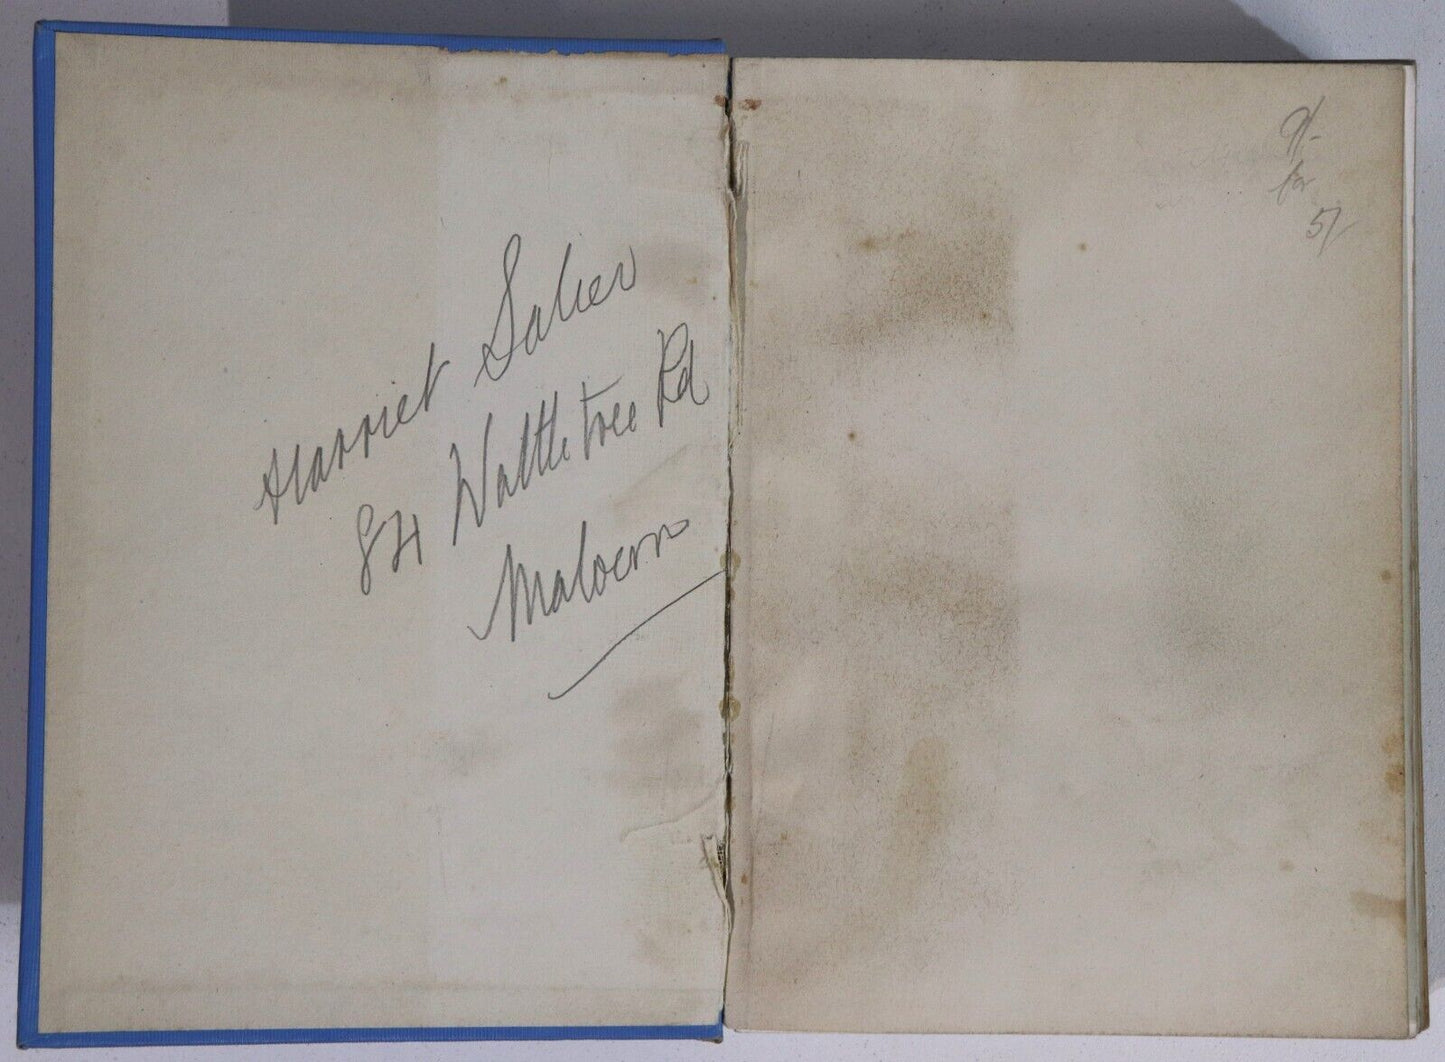 Harriet Saker
84 Wattletree Rd
Malvern
9/-
for
5/